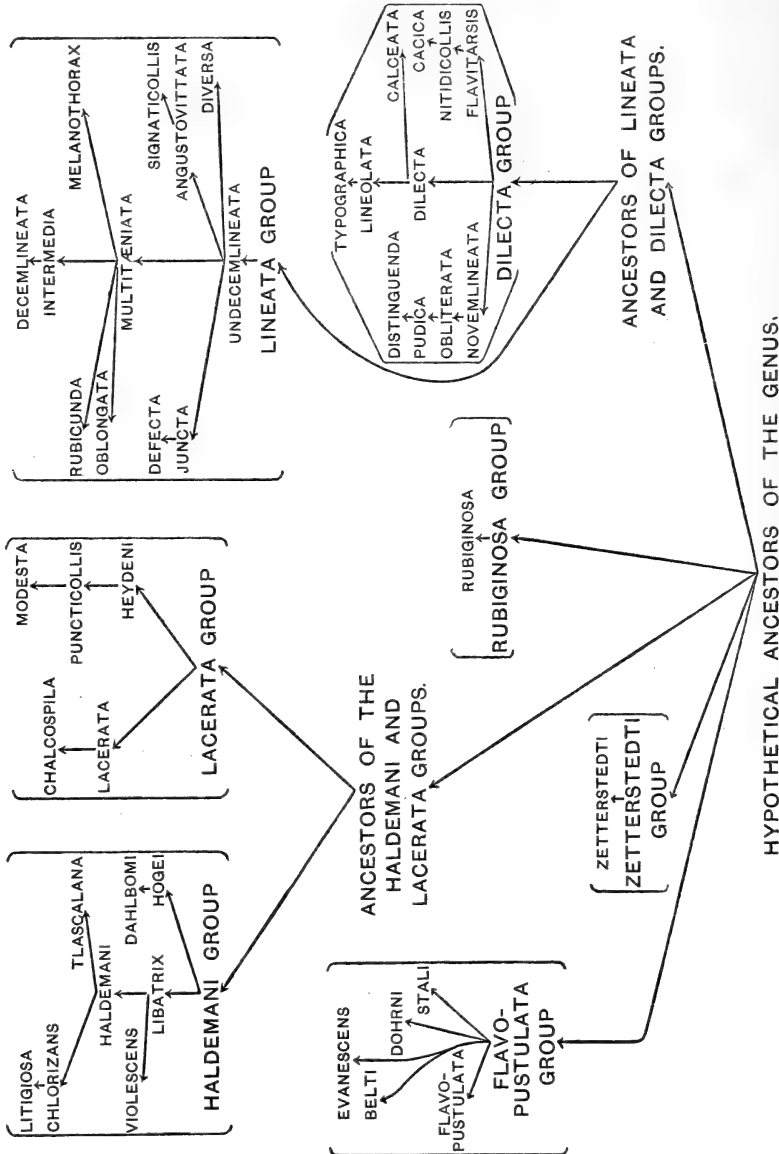 LITIGIOSA
CHLORIZANS
TLASCALANA
HALDEMANI
VIOLESCENS
LIBATRIX
DAHLBOMI
HOGEI
HALDEMANI GROUP
CHALCOSPILA
LACERATA
MODESTA
PUNCTICOLLIS
HEYDENI
LACERATA GROUP
DECEMLINEATA
INTERMEDIA
RUBICUNDA
OBLONGATA
MELANOTHORAX
MULTITÆNIATA
DEFECTA
JUNCTA
SIGNATICOLLIS
ANGUSTOVITTATA
DIVERSA
UNDECEMLINEATA
LINEATA GROUP
EVANESCENS
BELTI
DOHRNI
STALI
FLAVO-
PUSTULATA
FLAVO-
PUSTULATA
GROUP
ANCESTORS OF THE
HALDEMANI AND
LACERATA GROUPS.
TYPOGRAPHICA
LINEOLATA
DISTINGUENDA
PUDICA
OBLITERATA
NOVEMLINEATA
DILECTA
CALCEATA
CACICA
NITIDICOLLIS
FLAVITARSIS
DILECTA GROUP
RUBIGINOSA
RUBIGINOSA GROUP
ZETTERSTEDTI
ZETTERSTEDTI
GROUP
ANCESTORS OF LINEATA
AND DILECTA GROUPS.
HYPOTHETICAL ANCESTORS OF THE GENUS.